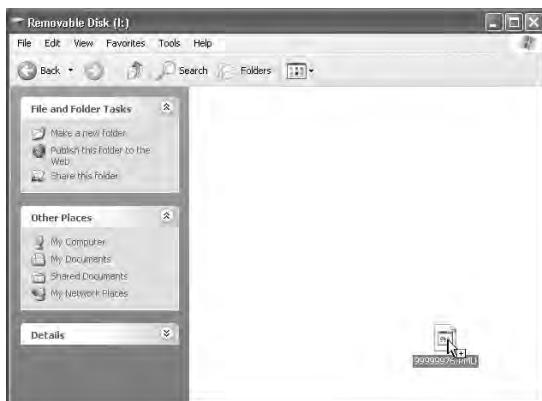 Removable Disk (I:)
File Edit View Favorites Tools Help
Back Search Folders
File and Folder Tasks
Make a new folder
Publish this folder to the
Web
Share this folder
Other Places
My Computer
My Documents
Shared Documents
My Network Places
Details